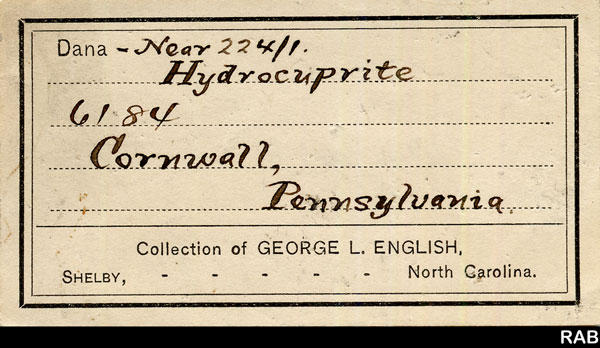 Dana - Near 224/1.
Hydrocuprite
6184
Cornwall,
Pennsylvania.
Collection of GEORGE L. ENGLISH,
SHELBY, - - - - - North Carolina.
RAB